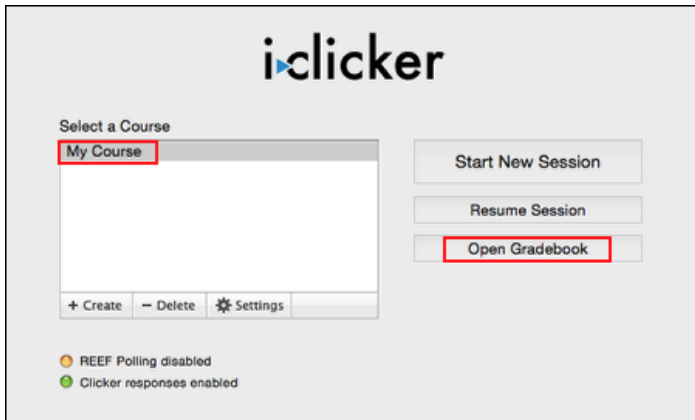 i>clicker
Select a Course
My Course
Start New Session
Resume Session
Open Gradebook
+ Create
− Delete
Settings
REEF Polling disabled
Clicker responses enabled